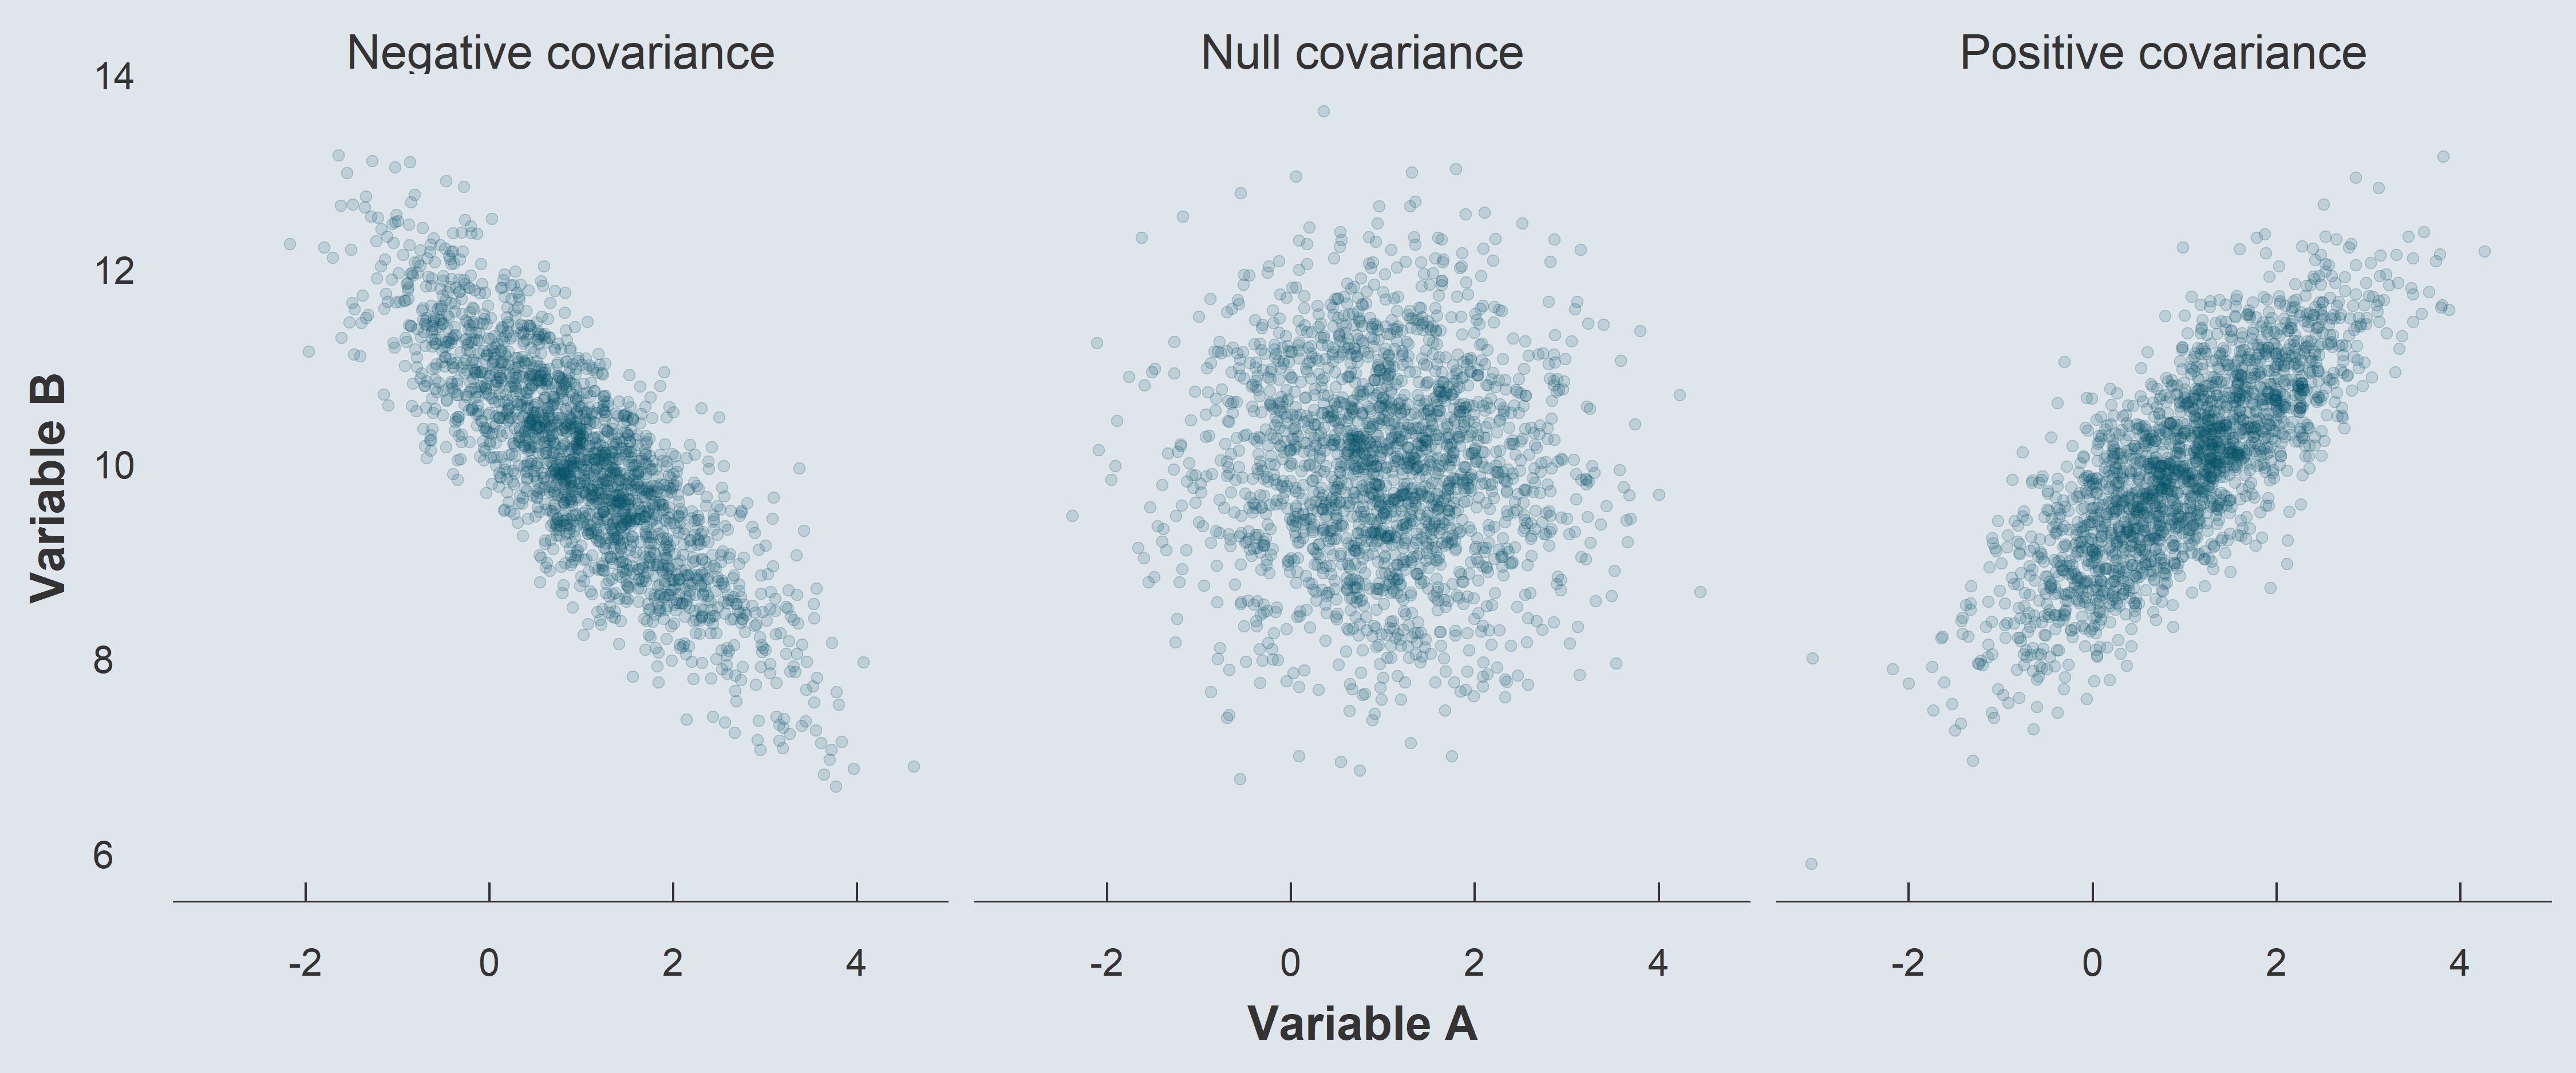 Negative covariance
Null covariance
Positive covariance
14
12
10
8
6
Variable B
-2 0 2 4
-2 0 2 4
-2 0 2 4
Variable A